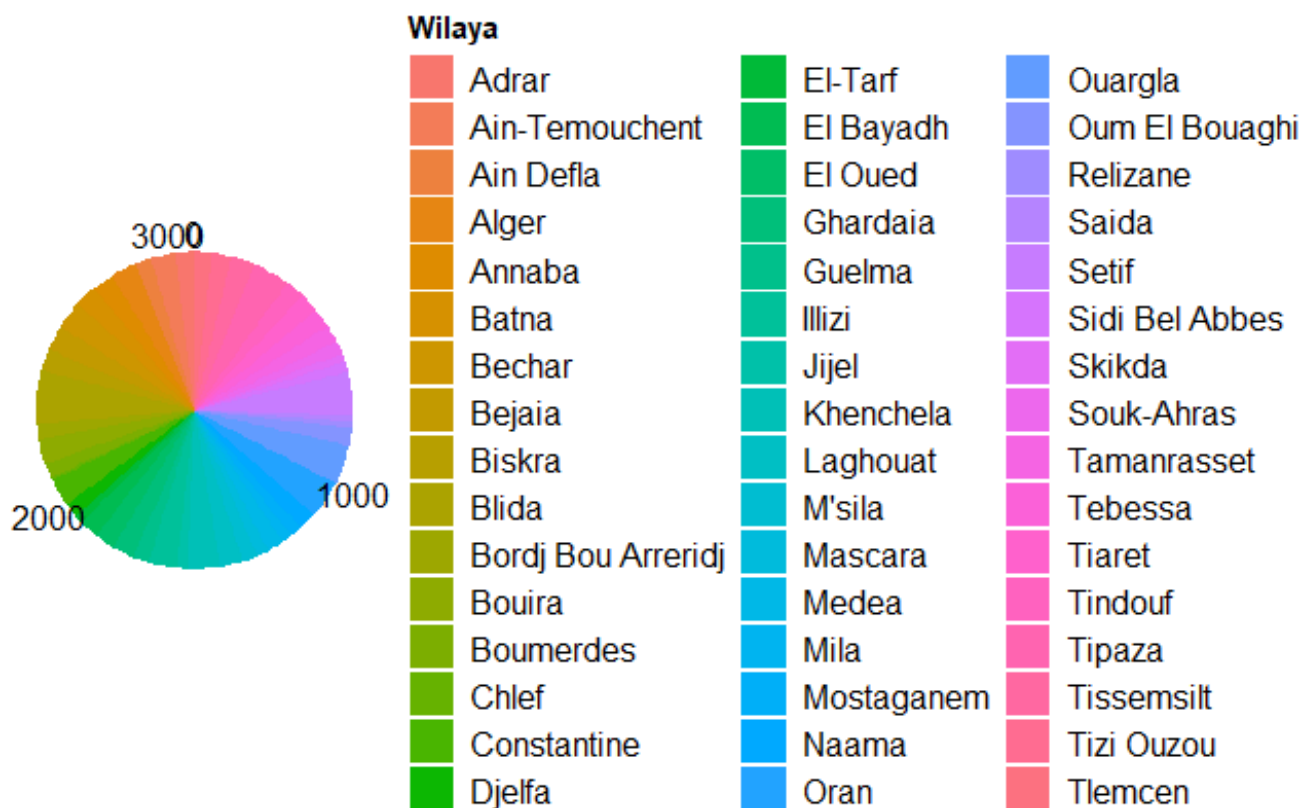 Wilaya
Adrar
Ain-Temouchent
Ain Defla
Alger
Annaba
Batna
Bechar
Bejaia
Biskra
Blida
Bordj Bou Arreridj
Bouira
Boumerdes
Chlef
Constantine
Djelfa
El-Tarf
El Bayadh
El Oued
Ghardaia
Guelma
Illizi
Jijel
Khenchela
Laghouat
M'sila
Mascara
Medea
Mila
Mostaganem
Naama
Oran
Ouargla
Oum El Bouaghi
Relizane
Saida
Setif
Sidi Bel Abbes
Skikda
Souk-Ahras
Tamanrasset
Tebessa
Tiaret
Tindouf
Tipaza
Tissemsilt
Tizi Ouzou
Tlemcen
3000
0
1000
2000